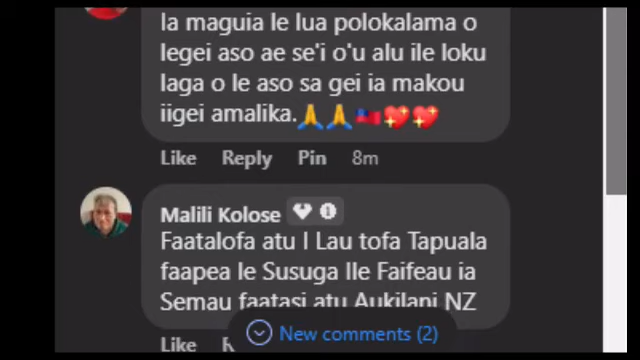 la maguia le lua polokalama o
legei aso ae se'i o'u alu ile loku
laga o le aso sa gei ia makou
iigei amalika.🙏🙏🇼🇸💖💖
Like Reply Pin 8m
Malili Kolose
Faatalofa atu I Lau tofa Tapuala
faapea le Susuga Ile Faifeau ia
Semau faatasi atu Aukilani NZ
Like
New comments (2)